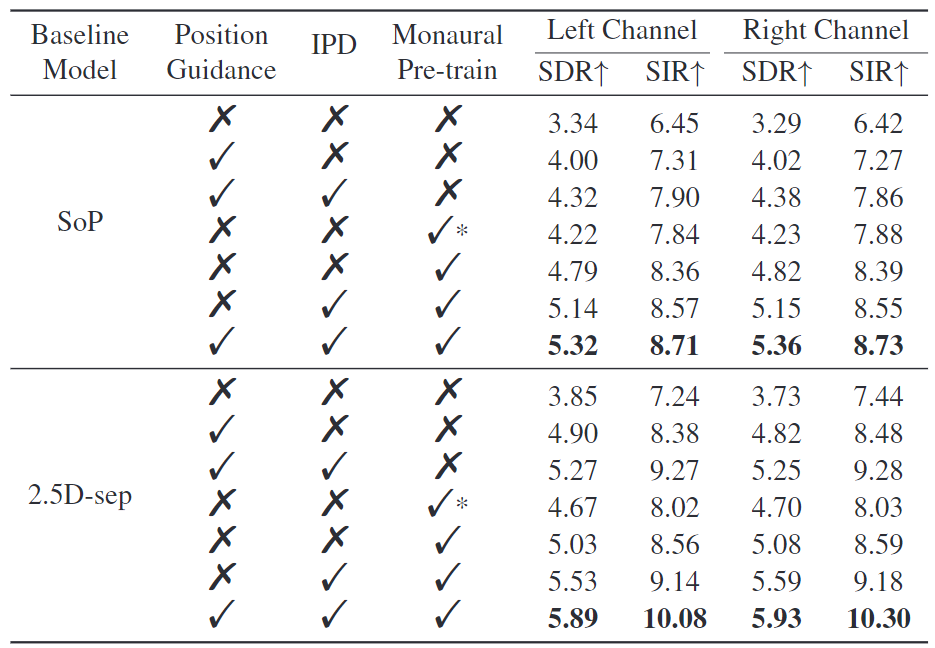 Baseline Model Position Guidance IPD Monaural Pre-train Left Channel Right Channel
SDR↑ SIR↑ SDR↑ SIR↑
SoP
✗ ✗ ✗ 3.34 6.45 3.29 6.42
✓ ✗ ✗ 4.00 7.31 4.02 7.27
✓ ✓ ✗ 4.32 7.90 4.38 7.86
✗ ✗ ✓* 4.22 7.84 4.23 7.88
✗ ✗ ✓ 4.79 8.36 4.82 8.39
✗ ✓ ✓ 5.14 8.57 5.15 8.55
✓ ✓ ✓ 5.32 8.71 5.36 8.73
2.5D-sep
✗ ✗ ✗ 3.85 7.24 3.73 7.44
✓ ✗ ✗ 4.90 8.38 4.82 8.48
✓ ✓ ✗ 5.27 9.27 5.25 9.28
✗ ✗ ✓* 4.67 8.02 4.70 8.03
✗ ✗ ✓ 5.03 8.56 5.08 8.59
✗ ✓ ✓ 5.53 9.14 5.59 9.18
✓ ✓ ✓ 5.89 10.08 5.93 10.30